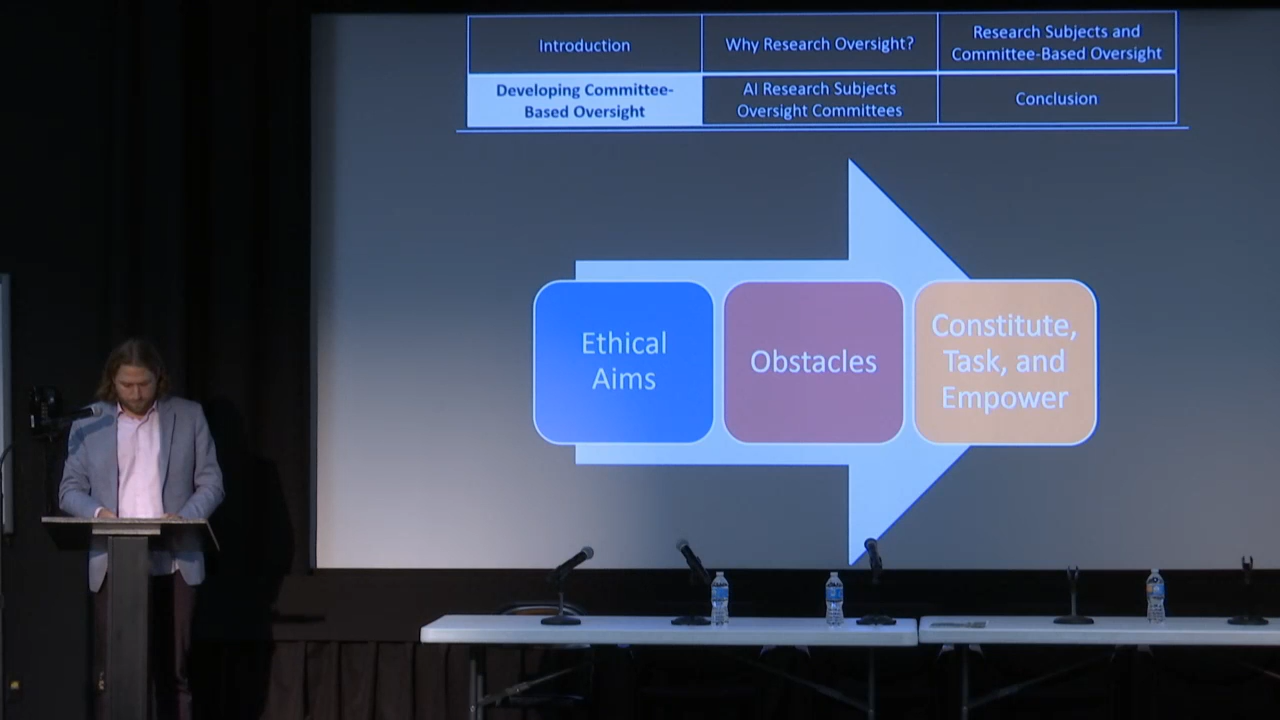 Introduction
Why Research Oversight?
Research Subjects and
Committee-Based Oversight
Developing Committee-
Based Oversight
AI Research Subjects
Oversight Committees
Conclusion
Ethical
Aims
Obstacles
Constitute,
Task, and
Empower